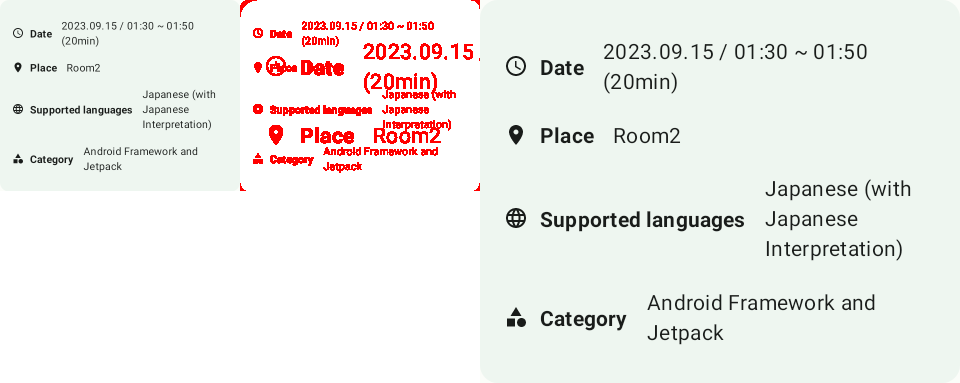 Date 2023.09.15 / 01:30 ~ 01:50
(20min)
Place Room2
Supported languages Japanese (with
Japanese
Interpretation)
Category Android Framework and
Jetpack
Date 2023.09.15 / 01:30 ~ 01:50
(20min)
Date 2023.09.15 /
(20min)
Place
Supported languages Japanese (with
Japanese
Interpretation)
Place Room2
Category Android Framework and
Jetpack
Date 2023.09.15 / 01:30 ~ 01:50
(20min)
Place Room2
Supported languages Japanese (with
Japanese
Interpretation)
Category Android Framework and
Jetpack